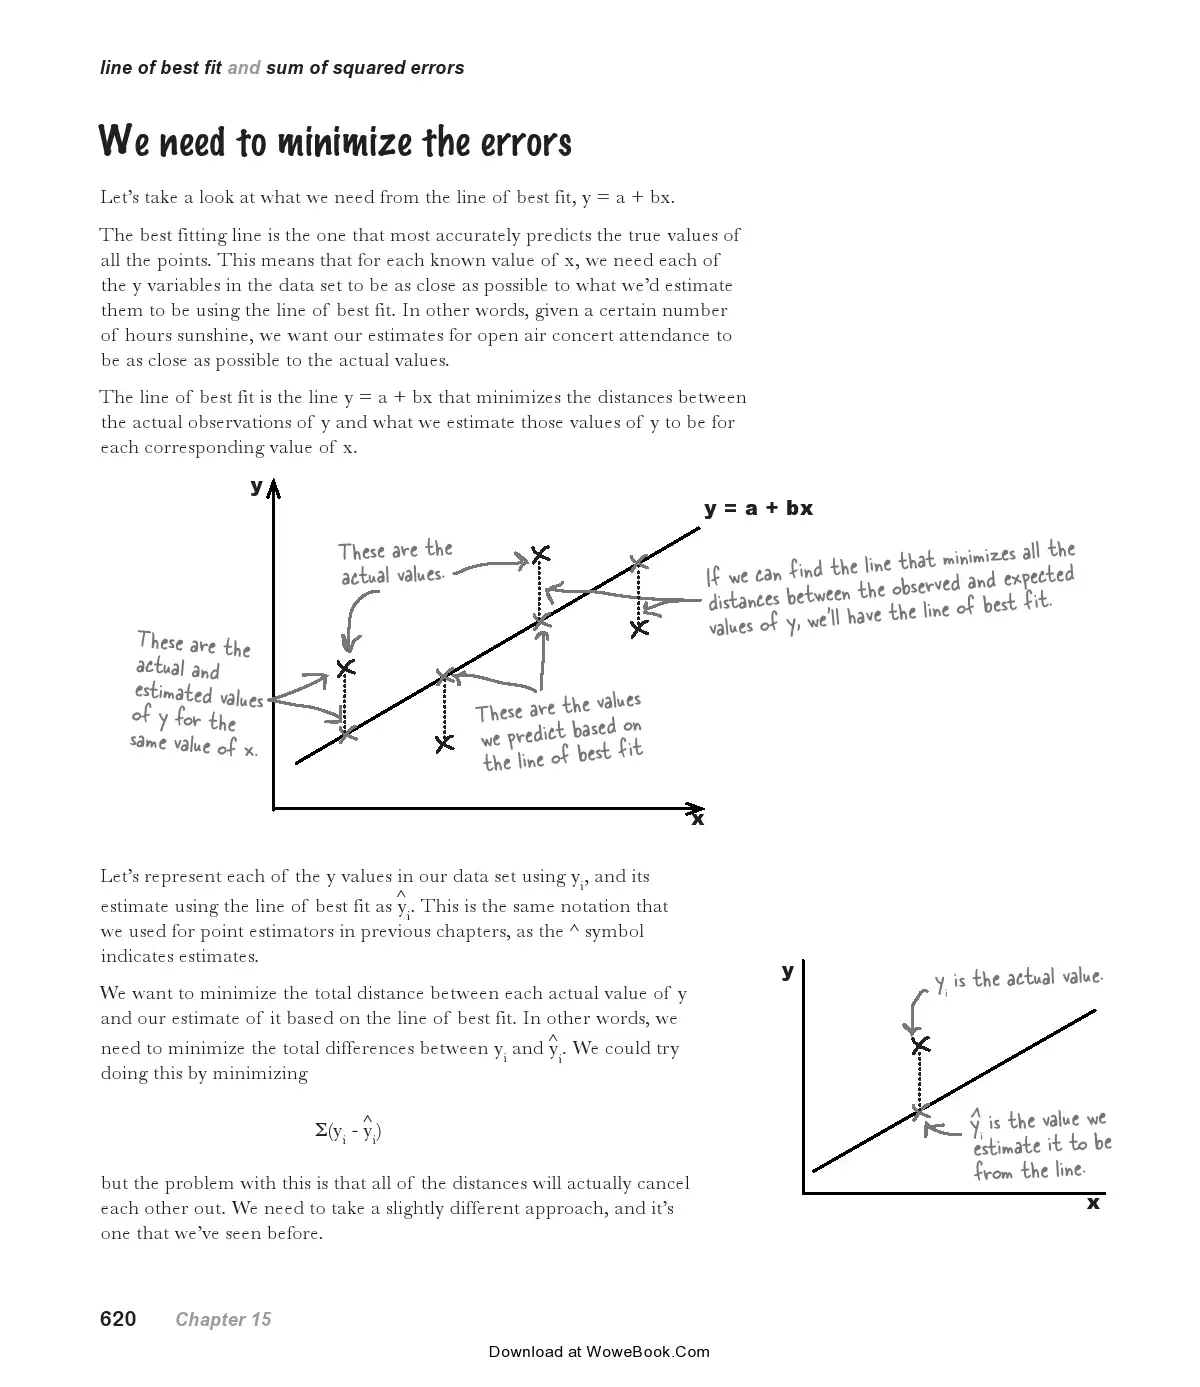 line of best fit and sum of squared errors
We need to minimize the errors
Let’s take a look at what we need from the line of best fit, y = a + bx.
The best fitting line is the one that most accurately predicts the true values of
all the points. This means that for each known value of x, we need each of
the y variables in the data set to be as close as possible to what we’d estimate
them to be using the line of best fit. In other words, given a certain number
of hours sunshine, we want our estimates for open air concert attendance to
be as close as possible to the actual values.
The line of best fit is the line y = a + bx that minimizes the distances between
the actual observations of y and what we estimate those values of y to be for
each corresponding value of x.
y
y = a + bx
These are the
actual values.
If we can find the line that minimizes all the
distances between the observed and expected
values of y, we'll have the line of best fit.
These are the
actual and
estimated values
of y for the
same value of x.
These are the values
we predict based on
the line of best fit
x
Let’s represent each of the y values in our data set using yᵢ, and its
estimate using the line of best fit as ŷᵢ. This is the same notation that
we used for point estimators in previous chapters, as the ^ symbol
indicates estimates.
We want to minimize the total distance between each actual value of y
and our estimate of it based on the line of best fit. In other words, we
need to minimize the total differences between yᵢ and ŷᵢ. We could try
doing this by minimizing
Σ(yᵢ - ŷᵢ)
but the problem with this is that all of the distances will actually cancel
each other out. We need to take a slightly different approach, and it’s
one that we’ve seen before.
y
yᵢ is the actual value.
ŷᵢ is the value we
estimate it to be
from the line.
x
620 Chapter 15
Download at WoweBook.Com